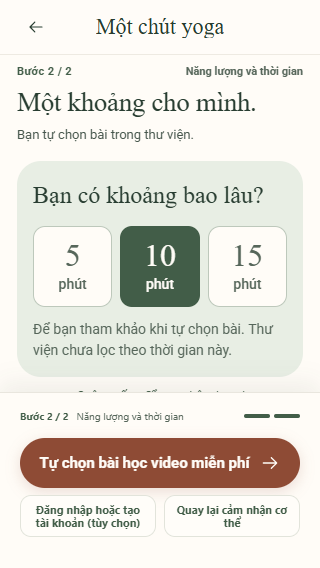 Một chút yoga
Bước 2 / 2 Năng lượng và thời gian
Một khoảng cho mình.
Bạn tự chọn bài trong thư viện.
Bạn có khoảng bao lâu?
5 10 15
phút phút phút
Để bạn tham khảo khi tự chọn bài. Thư
viện chưa lọc theo thời gian này.
Bước 2 / 2 Năng lượng và thời gian
Tự chọn bài học video miễn phí
Đăng nhập hoặc tạo
tài khoản (tùy chọn)
Quay lại cảm nhận cơ
thể